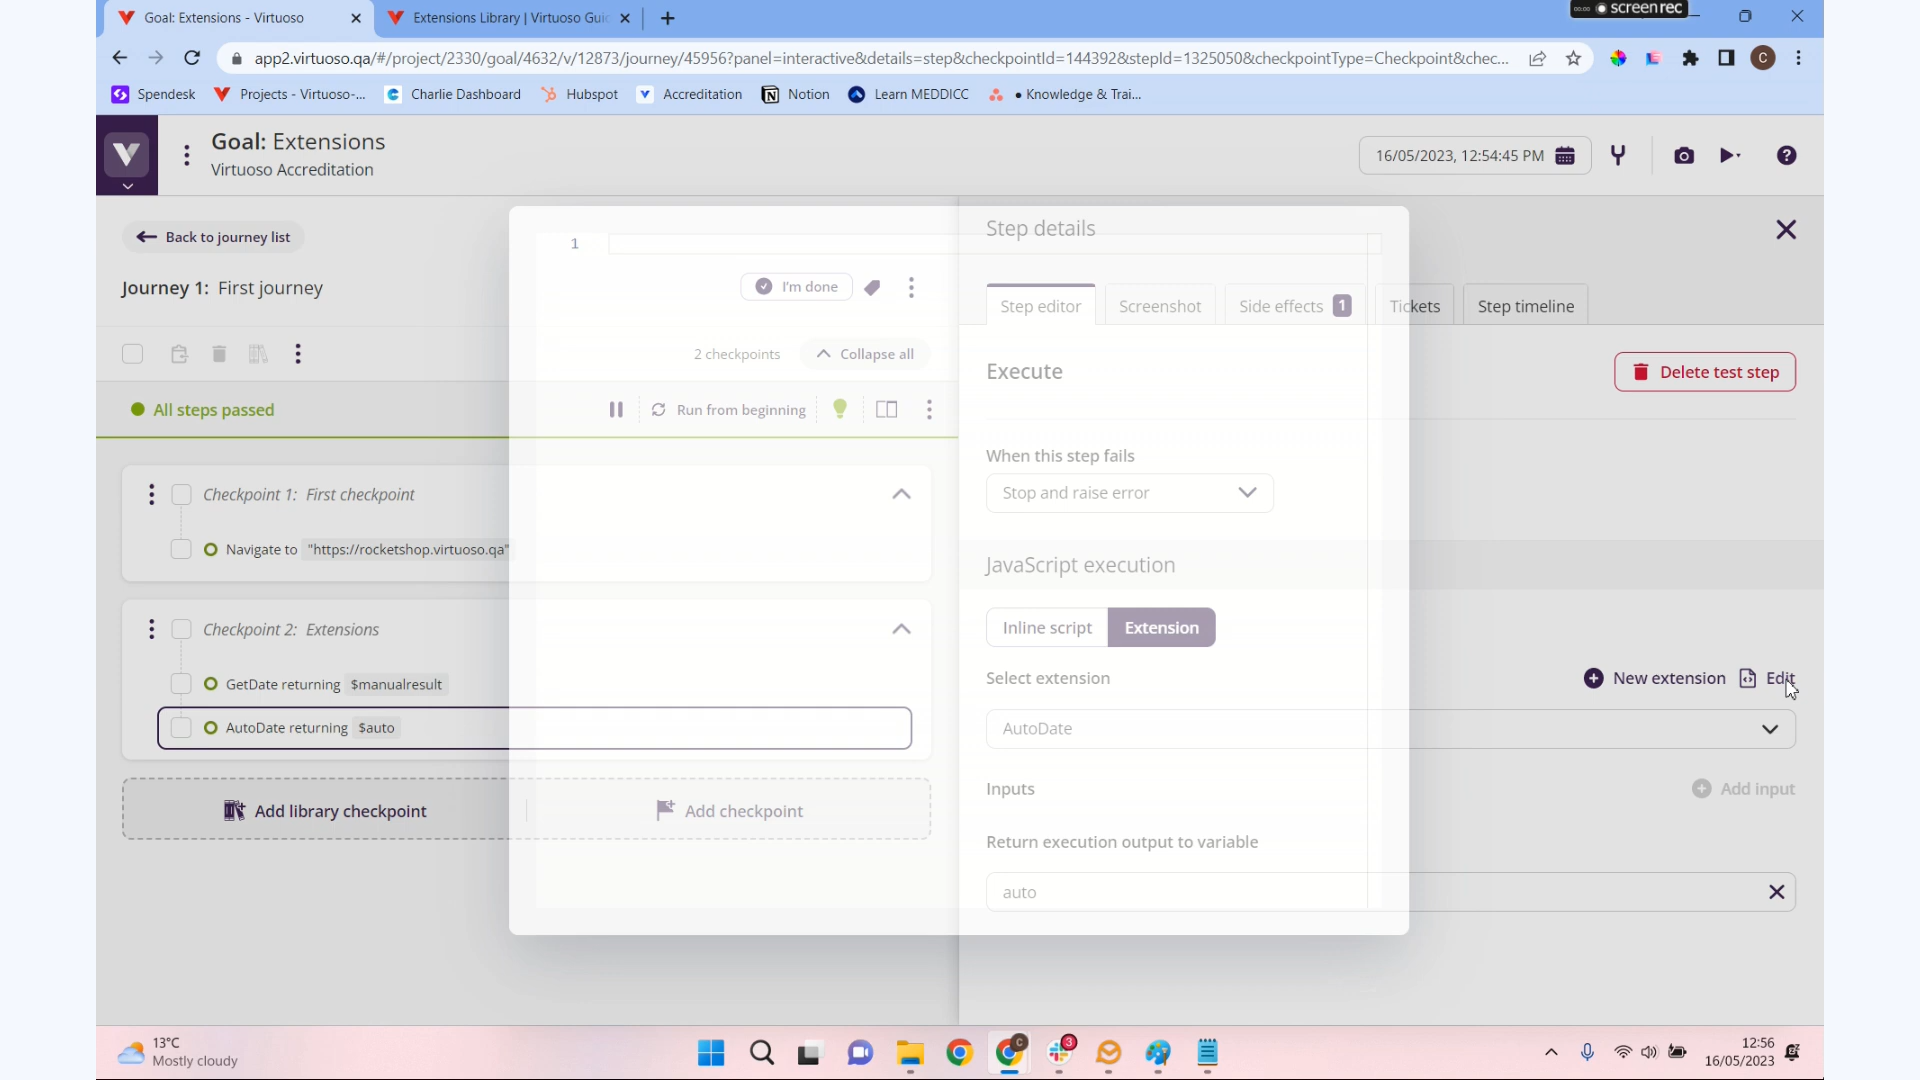 Goal: Extensions - Virtuoso
Extensions Library | Virtuoso Gui
00:00 screenrec
app2.virtuoso.qa/#/project/2330/goal/4632/v/12873/journey/45956?panel=interactive&details=step&checkpointId=144392&stepId=1325050&checkpointType=Checkpoint&chec...
C
Spendesk
Projects - Virtuoso-...
Charlie Dashboard
Hubspot
Accreditation
Notion
Learn MEDDICC
• Knowledge & Trai...
Goal: Extensions
Virtuoso Accreditation
16/05/2023, 12:54:45 PM
Back to journey list
Journey 1: First journey
I'm done
2 checkpoints
Collapse all
All steps passed
Run from beginning
Checkpoint 1: First checkpoint
Navigate to "https://rocketshop.virtuoso.qa"
Checkpoint 2: Extensions
GetDate returning $manualresult
AutoDate returning $auto
Add library checkpoint
Add checkpoint
1
Step details
Step editor
Screenshot
Side effects 1
Tickets
Step timeline
Execute
Delete test step
When this step fails
Stop and raise error
JavaScript execution
Inline script
Extension
Select extension
New extension
Edit
AutoDate
Inputs
Add input
Return execution output to variable
auto
13°C
Mostly cloudy
C
3
12:56
16/05/2023